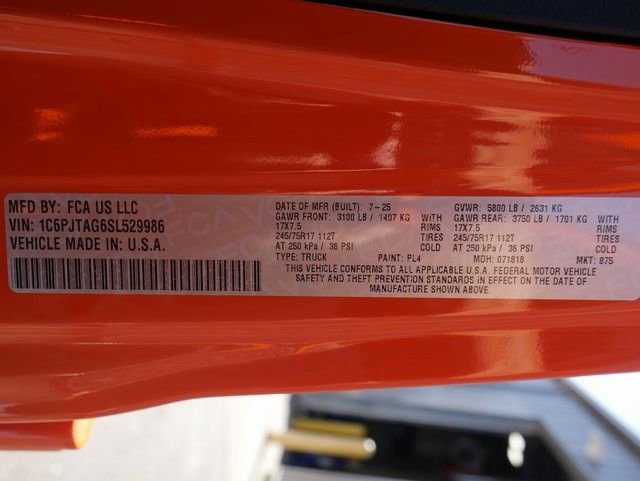 MFD BY: FCA US LLC
VIN: 1C6PJTAG6SL529986
VEHICLE MADE IN: U.S.A.
DATE OF MFR (BUILT): 7-25 GVWR: 5800 LB / 2631 KG
GAWR FRONT: 3100 LB / 1407 KG WITH GAWR REAR: 3750 LB / 1701 KG WITH
17X7.5 RIMS 17X7.5 RIMS
245/75R17 112T TIRES 245/75R17 112T TIRES
AT 250 kPa / 36 PSI COLD AT 250 kPa / 36 PSI COLD
TYPE: TRUCK PAINT: PL4 MDH: 071818 MKT: 875
THIS VEHICLE CONFORMS TO ALL APPLICABLE U.S.A. FEDERAL MOTOR VEHICLE
SAFETY AND THEFT PREVENTION STANDARDS IN EFFECT ON THE DATE OF
MANUFACTURE SHOWN ABOVE.